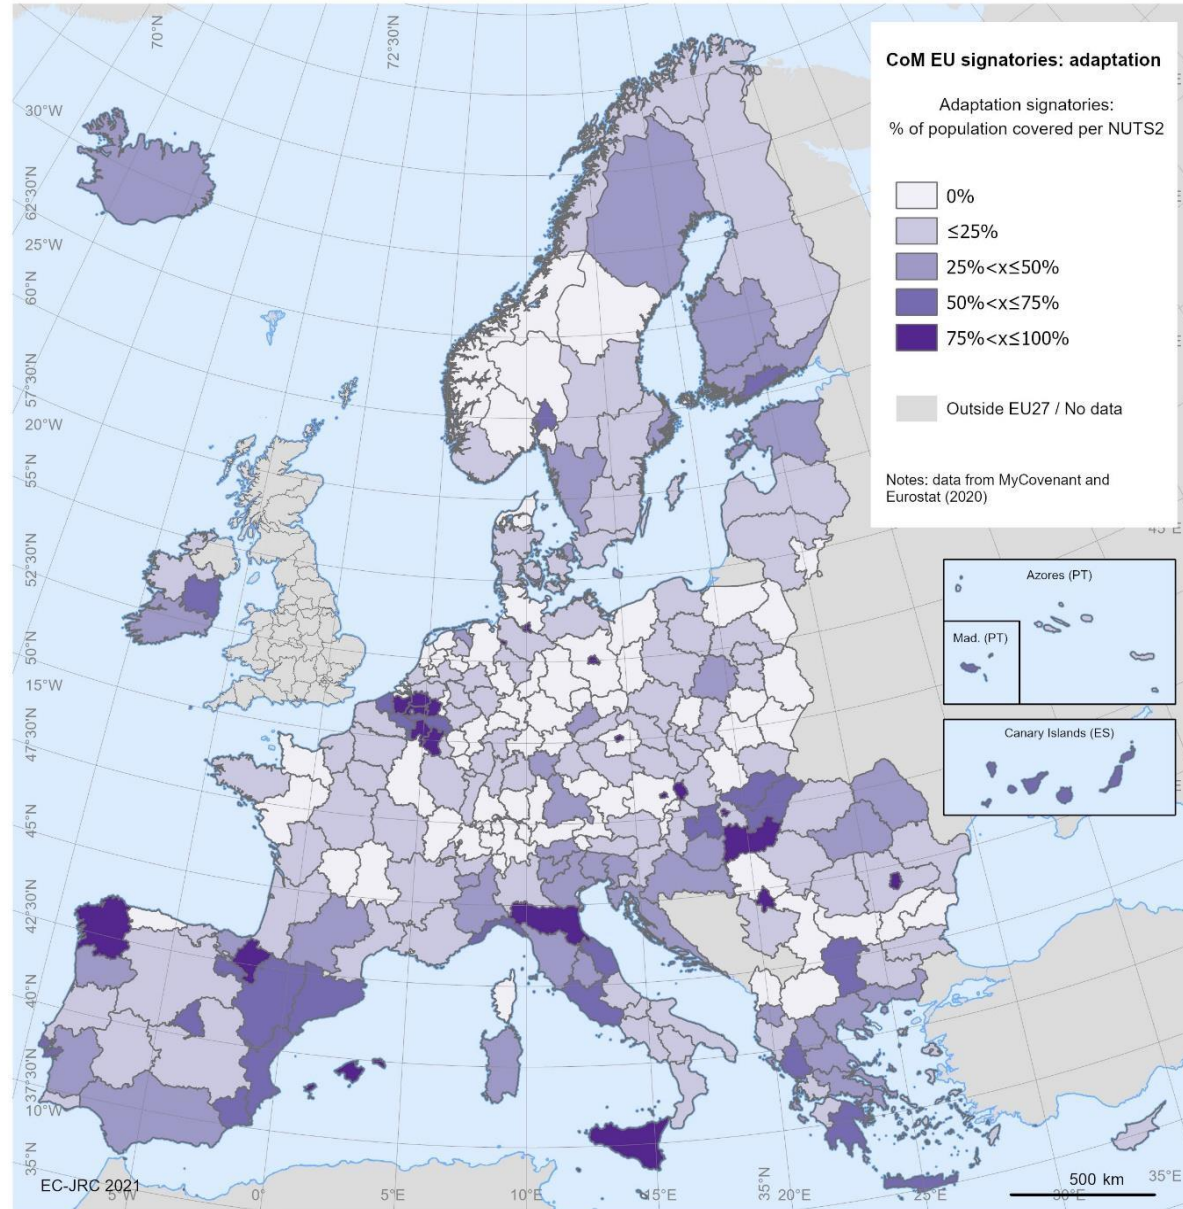 CoM EU signatories: adaptation
Adaptation signatories:
% of population covered per NUTS2
0%
≤25%
25%<x≤50%
50%<x≤75%
75%<x≤100%
Outside EU27 / No data
Notes: data from MyCovenant and
Eurostat (2020)
70°N
72°30'N
30°W
62°30'N
25°W
60°N
57°30'N
20°W
55°N
52°30'N
50°N
15°W
47°30'N
45°N
42°30'N
40°N
37°30'N
10°W
35°N
45°E
Azores (PT)
Mad. (PT)
Canary Islands (ES)
EC-JRC 2021
5°W
0°
5°E
10°E
15°E
35°N
20°E
25°E
30°E
35°E
500 km